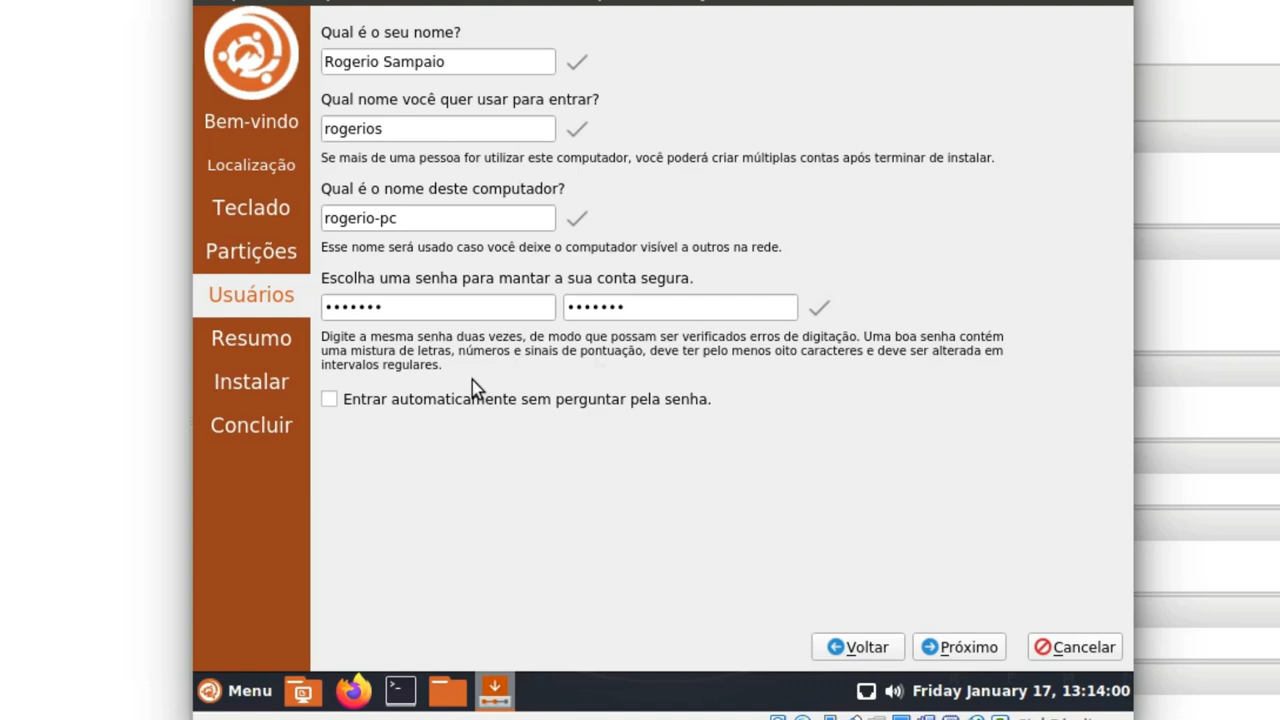 Qual é o seu nome?
Rogerio Sampaio
Qual nome você quer usar para entrar?
rogerios
Se mais de uma pessoa for utilizar este computador, você poderá criar múltiplas contas após terminar de instalar.
Qual é o nome deste computador?
rogerio-pc
Esse nome será usado caso você deixe o computador visível a outros na rede.
Escolha uma senha para mantar a sua conta segura.
Digite a mesma senha duas vezes, de modo que possam ser verificados erros de digitação. Uma boa senha contém
uma mistura de letras, números e sinais de pontuação, deve ter pelo menos oito caracteres e deve ser alterada em
intervalos regulares.
Entrar automaticamente sem perguntar pela senha.
Bem-vindo
Localização
Teclado
Partições
Usuários
Resumo
Instalar
Concluir
Voltar
Próximo
Cancelar
Menu
Friday January 17, 13:14:00